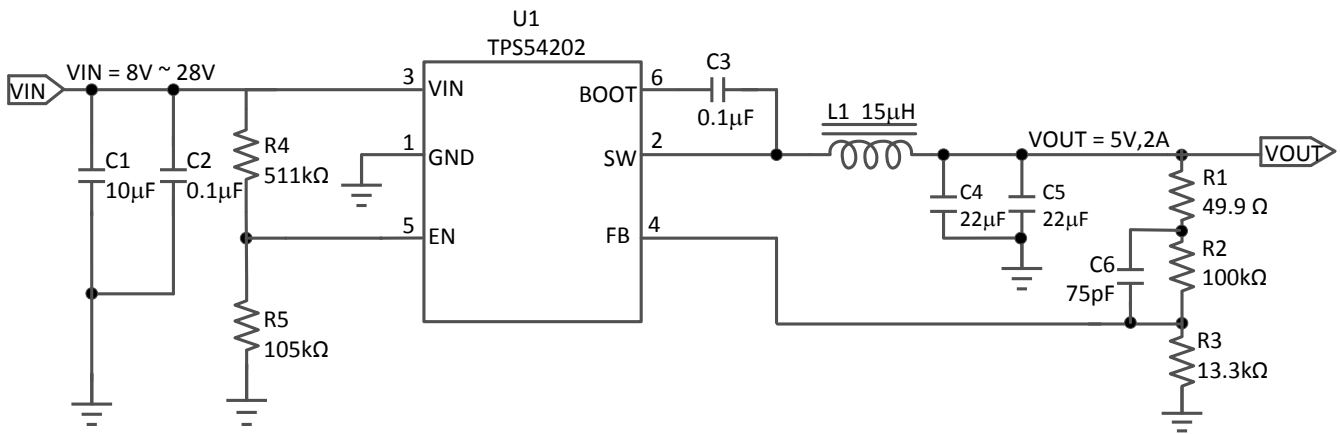 U1
TPS54202
VIN
VIN = 8V ~ 28V
C1
10μF
C2
0.1μF
R4
511kΩ
R5
105kΩ
3
VIN
1
GND
5
EN
BOOT
6
SW
2
FB
4
C3
0.1μF
L1 15μH
VOUT = 5V,2A
VOUT
C4
22μF
C5
22μF
R1
49.9 Ω
C6
75pF
R2
100kΩ
R3
13.3kΩ